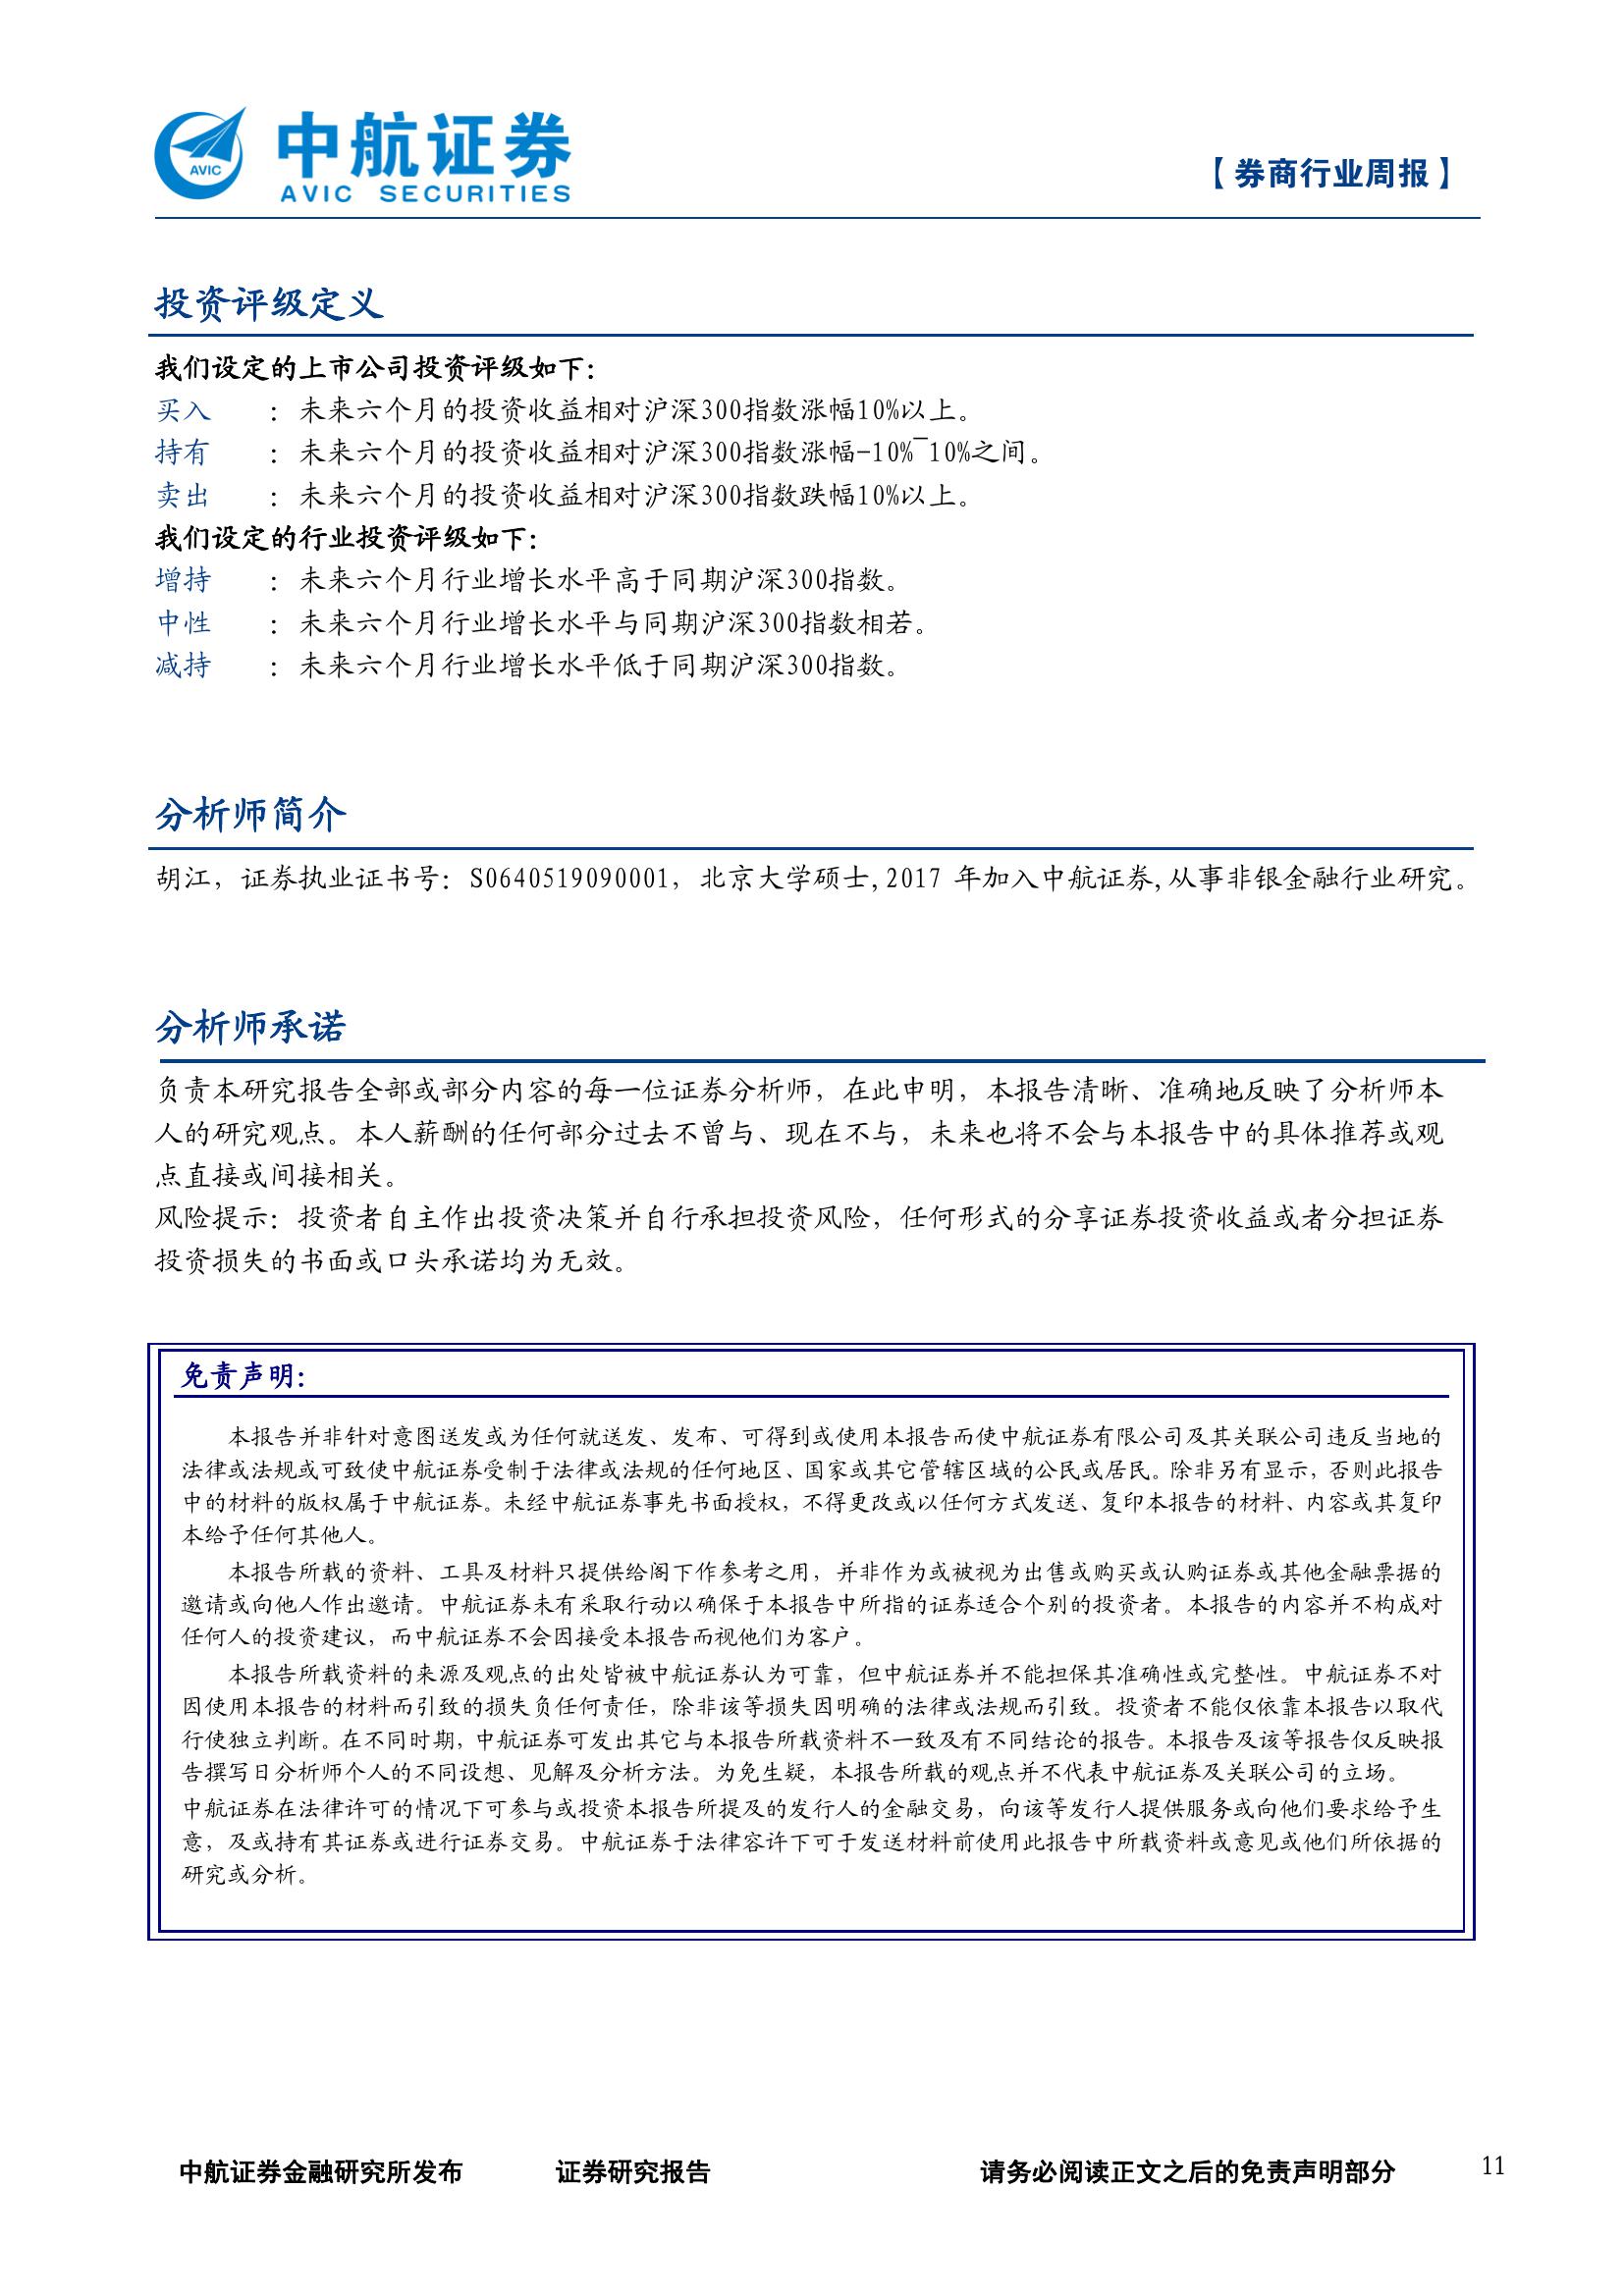 AVIC
中航证券
AVIC SECURITIES
【券商行业周报】
投资评级定义
我们设定的上市公司投资评级如下：
买入 ：未来六个月的投资收益相对沪深300指数涨幅10%以上。
持有 ：未来六个月的投资收益相对沪深300指数涨幅-10%~10%之间。
卖出 ：未来六个月的投资收益相对沪深300指数跌幅10%以上。
我们设定的行业投资评级如下：
增持 ：未来六个月行业增长水平高于同期沪深300指数。
中性 ：未来六个月行业增长水平与同期沪深300指数相若。
减持 ：未来六个月行业增长水平低于同期沪深300指数。
分析师简介
胡江，证券执业证书号：S0640519090001，北京大学硕士,2017 年加入中航证券,从事非银金融行业研究。
分析师承诺
负责本研究报告全部或部分内容的每一位证券分析师，在此申明，本报告清晰、准确地反映了分析师本
人的研究观点。本人薪酬的任何部分过去不曾与、现在不与，未来也将不会与本报告中的具体推荐或观
点直接或间接相关。
风险提示：投资者自主作出投资决策并自行承担投资风险，任何形式的分享证券投资收益或者分担证券
投资损失的书面或口头承诺均为无效。
免责声明：
本报告并非针对意图送发或为任何就送发、发布、可得到或使用本报告而使中航证券有限公司及其关联公司违反当地的
法律或法规或可致使中航证券受制于法律或法规的任何地区、国家或其它管辖区域的公民或居民。除非另有显示，否则此报告
中的材料的版权属于中航证券。未经中航证券事先书面授权，不得更改或以任何方式发送、复印本报告的材料、内容或其复印
本给予任何其他人。
本报告所载的资料、工具及材料只提供给阁下作参考之用，并非作为或被视为出售或购买或认购证券或其他金融票据的
邀请或向他人作出邀请。中航证券未有采取行动以确保于本报告中所指的证券适合个别的投资者。本报告的内容并不构成对
任何人的投资建议，而中航证券不会因接受本报告而视他们为客户。
本报告所载资料的来源及观点的出处皆被中航证券认为可靠，但中航证券并不能担保其准确性或完整性。中航证券不对
因使用本报告的材料而引致的损失负任何责任，除非该等损失因明确的法律或法规而引致。投资者不能仅依靠本报告以取代
行使独立判断。在不同时期，中航证券可发出其它与本报告所载资料不一致及有不同结论的报告。本报告及该等报告仅反映报
告撰写日分析师个人的不同设想、见解及分析方法。为免生疑，本报告所载的观点并不代表中航证券及关联公司的立场。
中航证券在法律许可的情况下可参与或投资本报告所提及的发行人的金融交易，向该等发行人提供服务或向他们要求给予生
意，及或持有其证券或进行证券交易。中航证券于法律容许下可于发送材料前使用此报告中所载资料或意见或他们所依据的
研究或分析。
中航证券金融研究所发布 证券研究报告 请务必阅读正文之后的免责声明部分 11